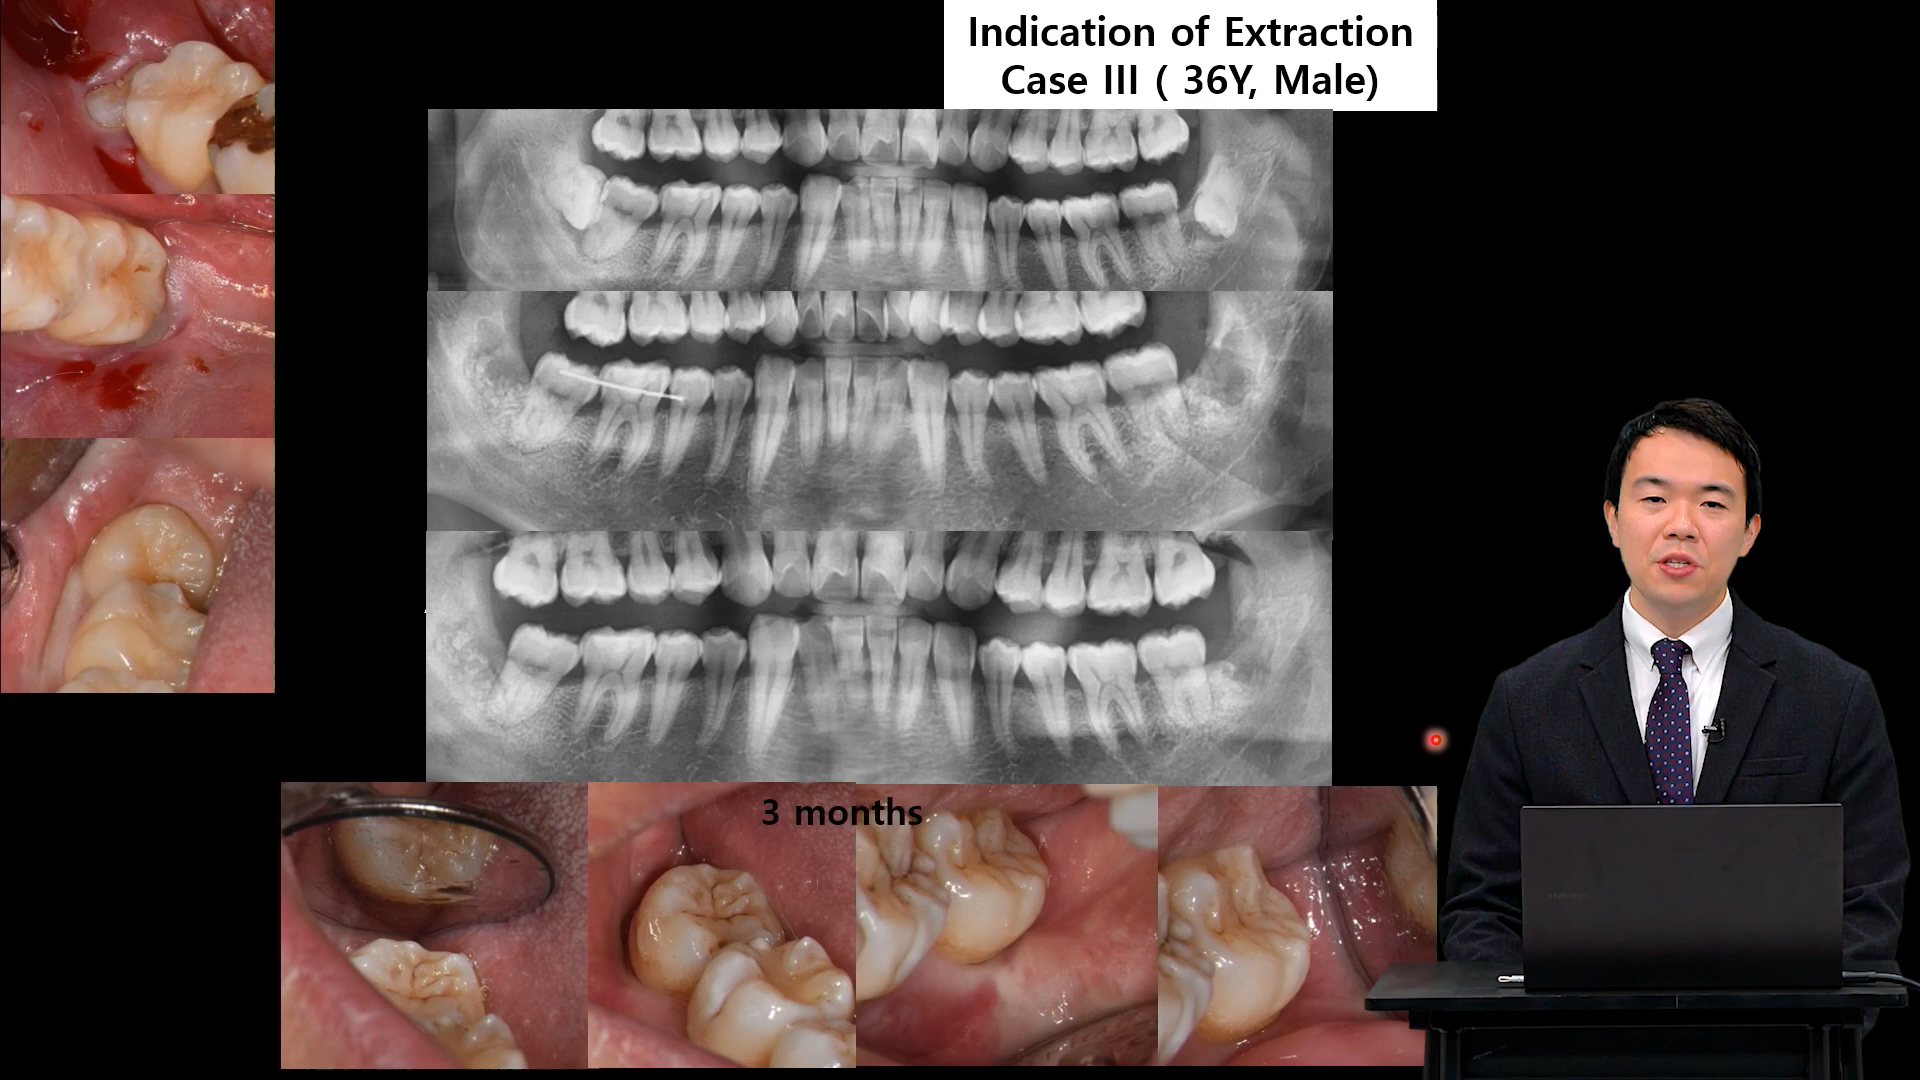 Indication of Extraction
Case III ( 36Y, Male)
3 months